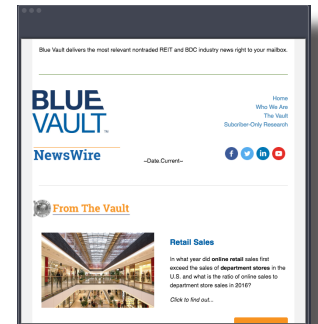 Blue Vault delivers the most relevant nontraded REIT and BDC industry news right to your mailbox.
BLUE
VAULT™
Home
Who We Are
The Vault
Subcriber-Only Research
NewsWire
~Date.Current~
From The Vault
Retail Sales
In what year did online retail sales first
exceed the sales of department stores in the
U.S. and what is the ratio of online sales to
department store sales in 2016?
Click to find out...